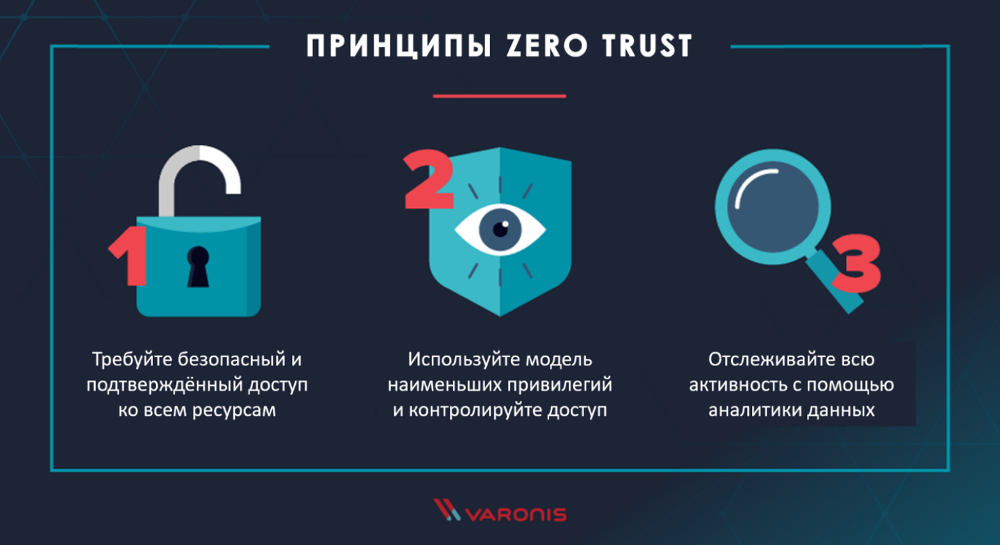 ПРИНЦИПЫ ZERO TRUST
1
Требуйте безопасный и
подтверждённый доступ
ко всем ресурсам
2
Используйте модель
наименьших привилегий
и контролируйте доступ
3
Отслеживайте всю
активность с помощью
аналитики данных
VARONIS